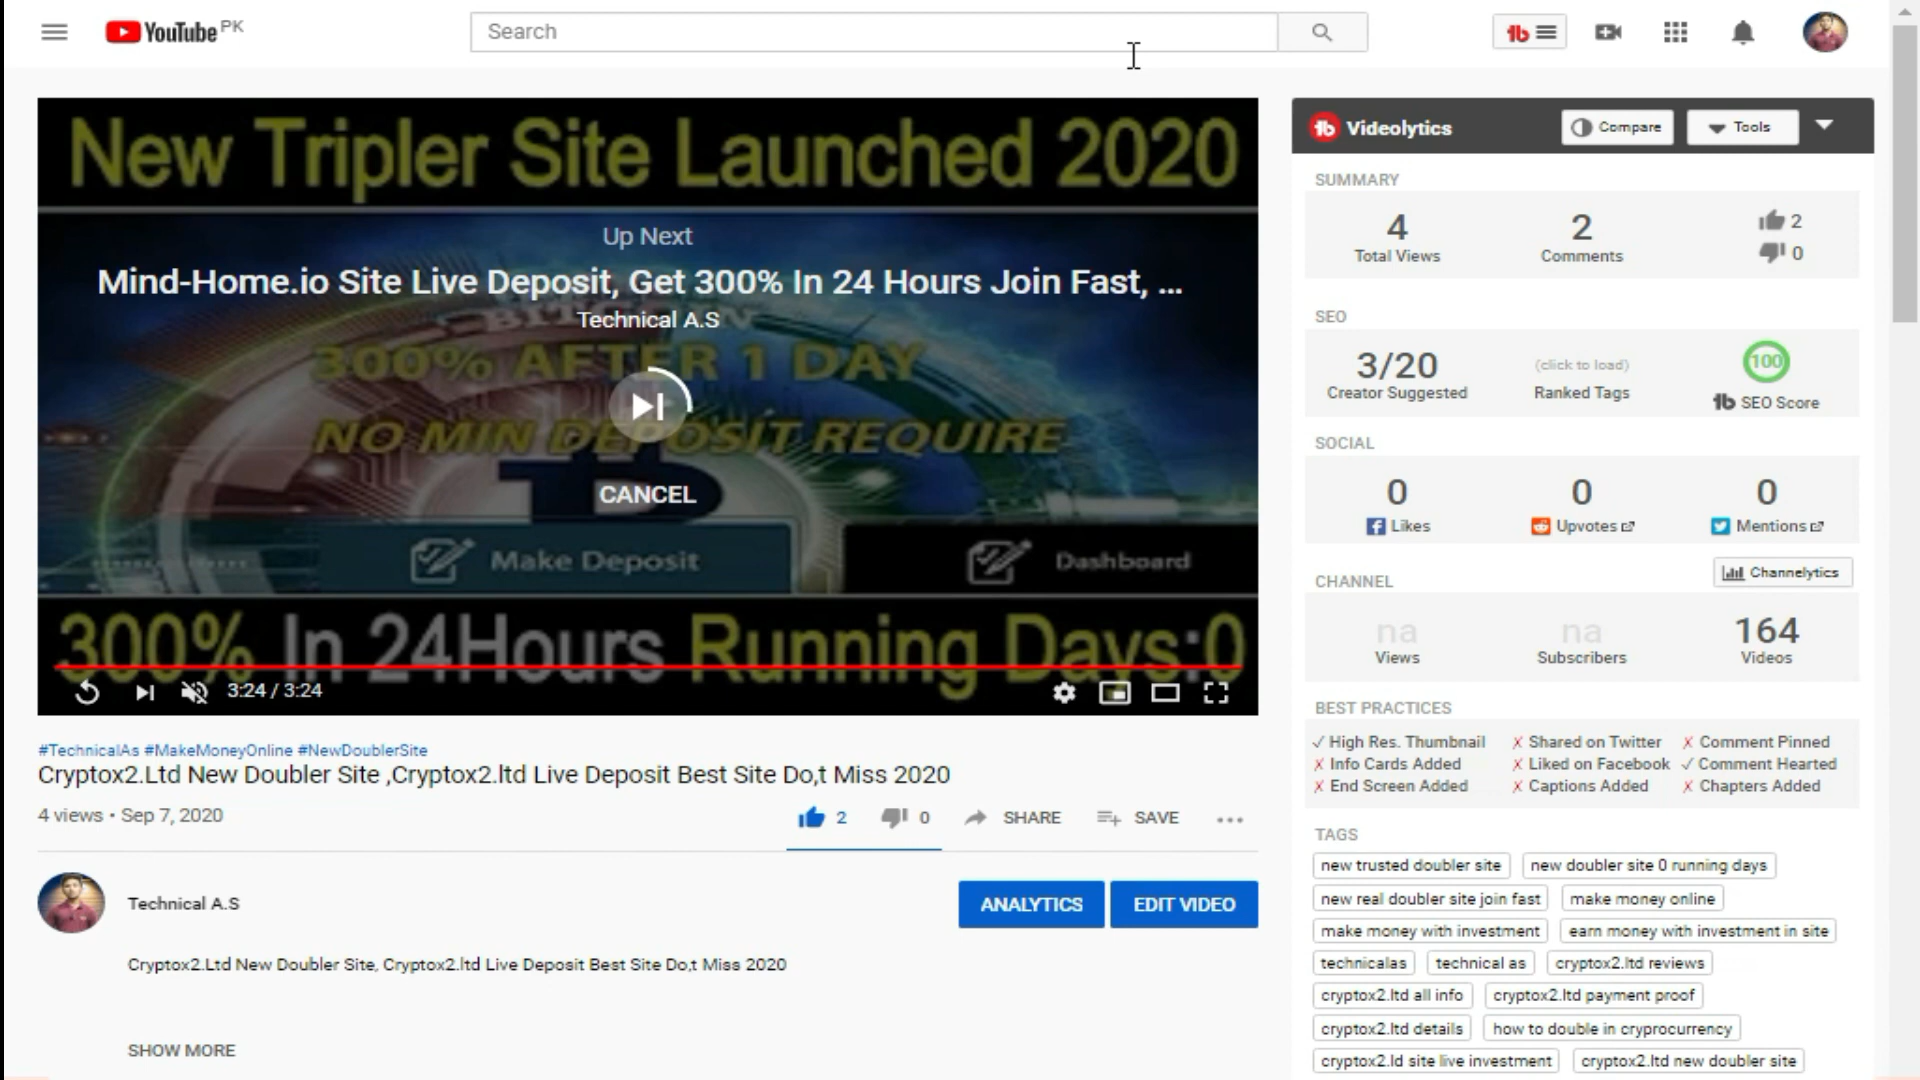 YouTube PK
Search
New Tripler Site Launched 2020
Up Next
Mind-Home.io Site Live Deposit, Get 300% In 24 Hours Join Fast, ...
Technical A.S
300% AFTER 1 DAY
NO MIN DEPOSIT REQUIRE
CANCEL
Make Deposit
Dashboard
300% In 24Hours Running Days:0
3:24 / 3:24
#TechnicalAs #MakeMoneyOnline #NewDoublerSite
Cryptox2.Ltd New Doubler Site ,Cryptox2.ltd Live Deposit Best Site Do,t Miss 2020
4 views • Sep 7, 2020
2
0
SHARE
SAVE
Technical A.S
ANALYTICS
EDIT VIDEO
Cryptox2.Ltd New Doubler Site, Cryptox2.ltd Live Deposit Best Site Do,t Miss 2020
SHOW MORE
Videolytics
Compare
Tools
SUMMARY
4
2
2
Total Views
Comments
0
SEO
3/20
(click to load)
100
Creator Suggested
Ranked Tags
SEO Score
SOCIAL
0 0 0
Likes
Upvotes
Mentions
CHANNEL
Channelytics
na na 164
Views Subscribers Videos
BEST PRACTICES
✓ High Res. Thumbnail ✗ Shared on Twitter ✗ Comment Pinned
✗ Info Cards Added ✗ Liked on Facebook ✓ Comment Hearted
✗ End Screen Added ✗ Captions Added ✗ Chapters Added
TAGS
new trusted doubler site new doubler site 0 running days
new real doubler site join fast make money online
make money with investment earn money with investment in site
technicalas technical as cryptox2.ltd reviews
cryptox2.ltd all info cryptox2.ltd payment proof
cryptox2.ltd details how to double in cryprocurrency
cryptox2.ld site live investment cryptox2.ltd new doubler site